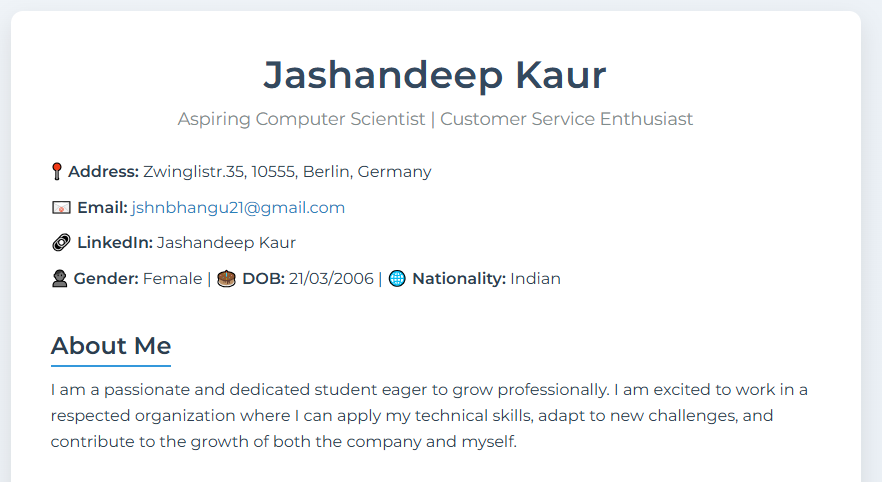 Jashandeep Kaur
Aspiring Computer Scientist | Customer Service Enthusiast
Address: Zwinglistr.35, 10555, Berlin, Germany
Email: jshnbhangu21@gmail.com
LinkedIn: Jashandeep Kaur
Gender: Female | DOB: 21/03/2006 | Nationality: Indian
About Me
I am a passionate and dedicated student eager to grow professionally. I am excited to work in a
respected organization where I can apply my technical skills, adapt to new challenges, and
contribute to the growth of both the company and myself.